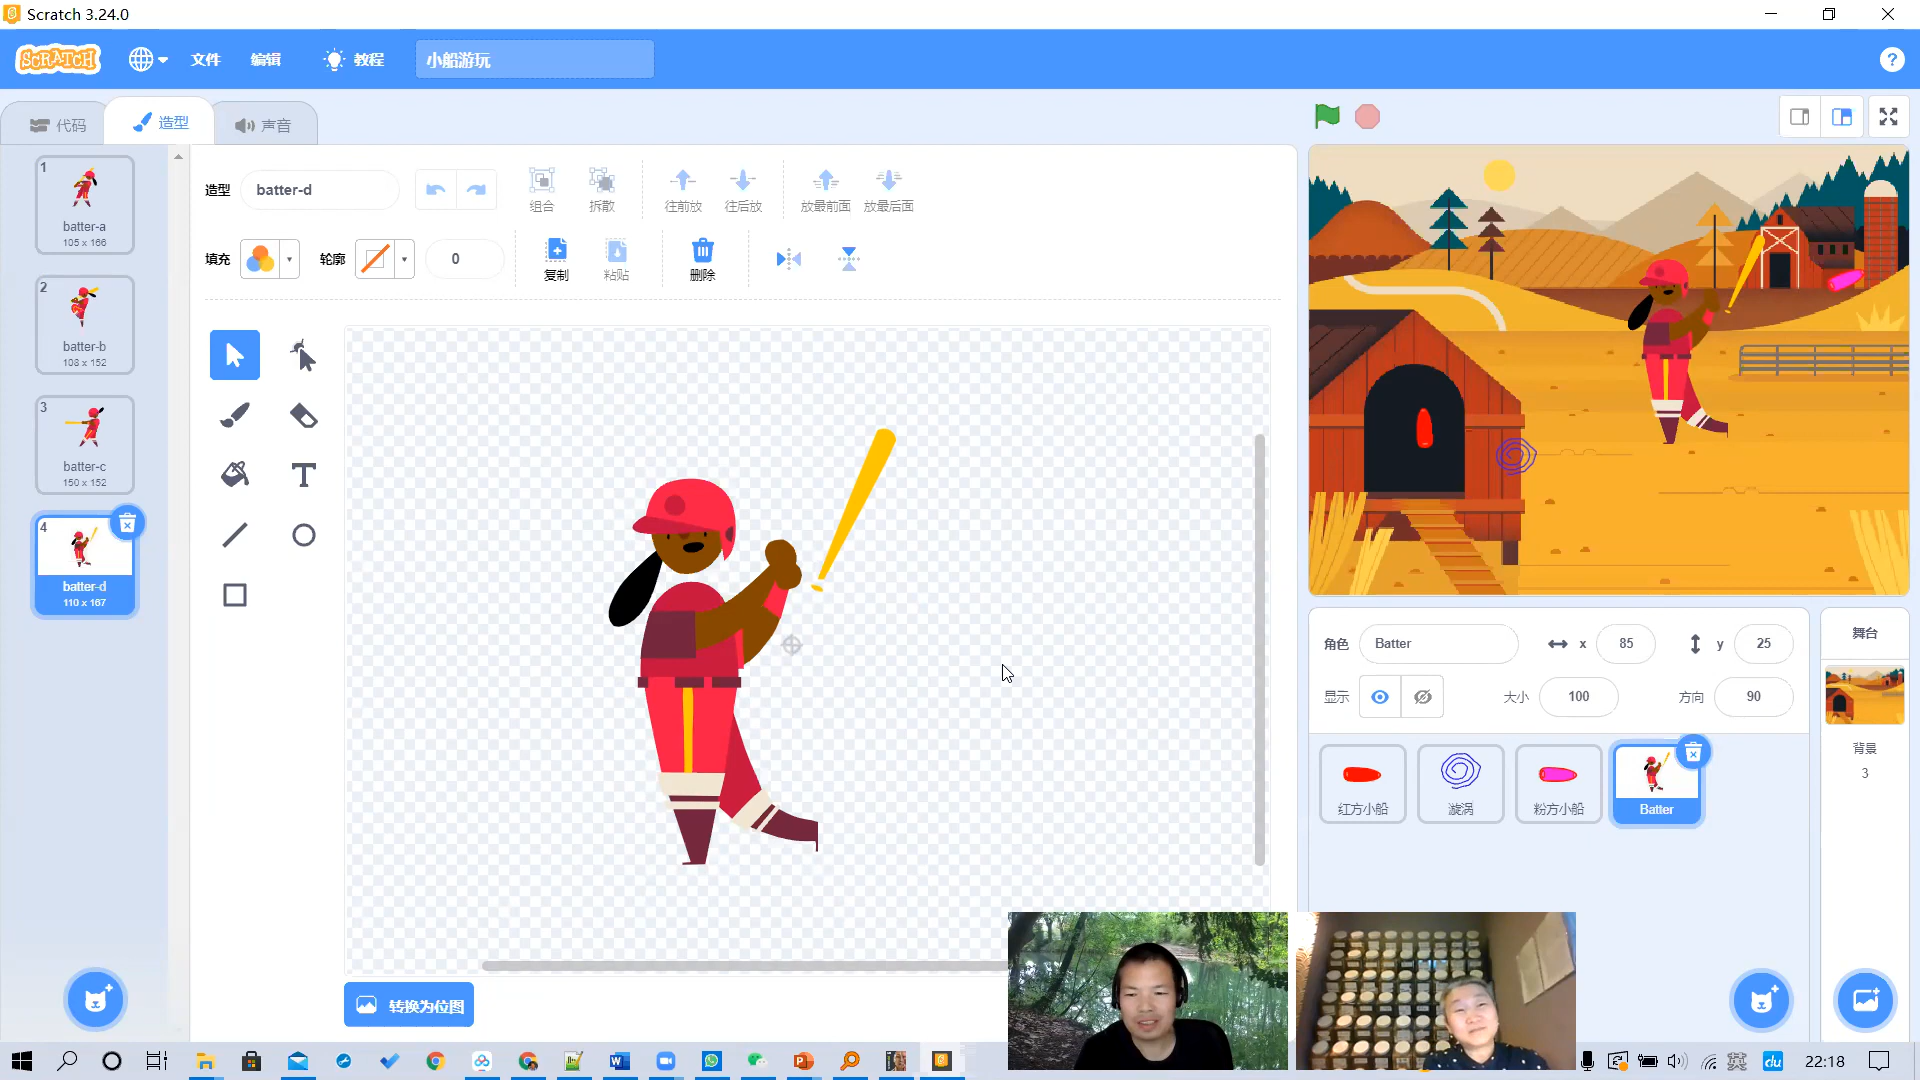 Scratch 3.24.0
SCRATCH
文件
编辑
教程
小船游玩
代码
造型
声音
1
batter-a
105 x 166
2
batter-b
108 x 152
3
batter-c
150 x 152
4
batter-d
110 x 167
造型
batter-d
组合
拆散
往前放
往后放
放最前面
放最后面
填充
轮廓
0
复制
粘贴
删除
T
转换为位图
角色
Batter
x
85
y
25
显示
大小
100
方向
90
红方小船
漩涡
粉方小船
Batter
舞台
背景
3
英
du
22:18